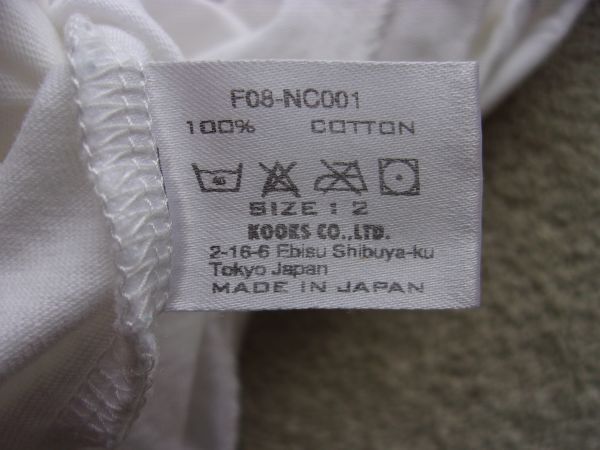 F08-NC001
100% COTTON
SIZE : 2
KOOKS CO.,LTD.
2-16-6 Ebisu Shibuya-ku
Tokyo Japan
MADE IN JAPAN